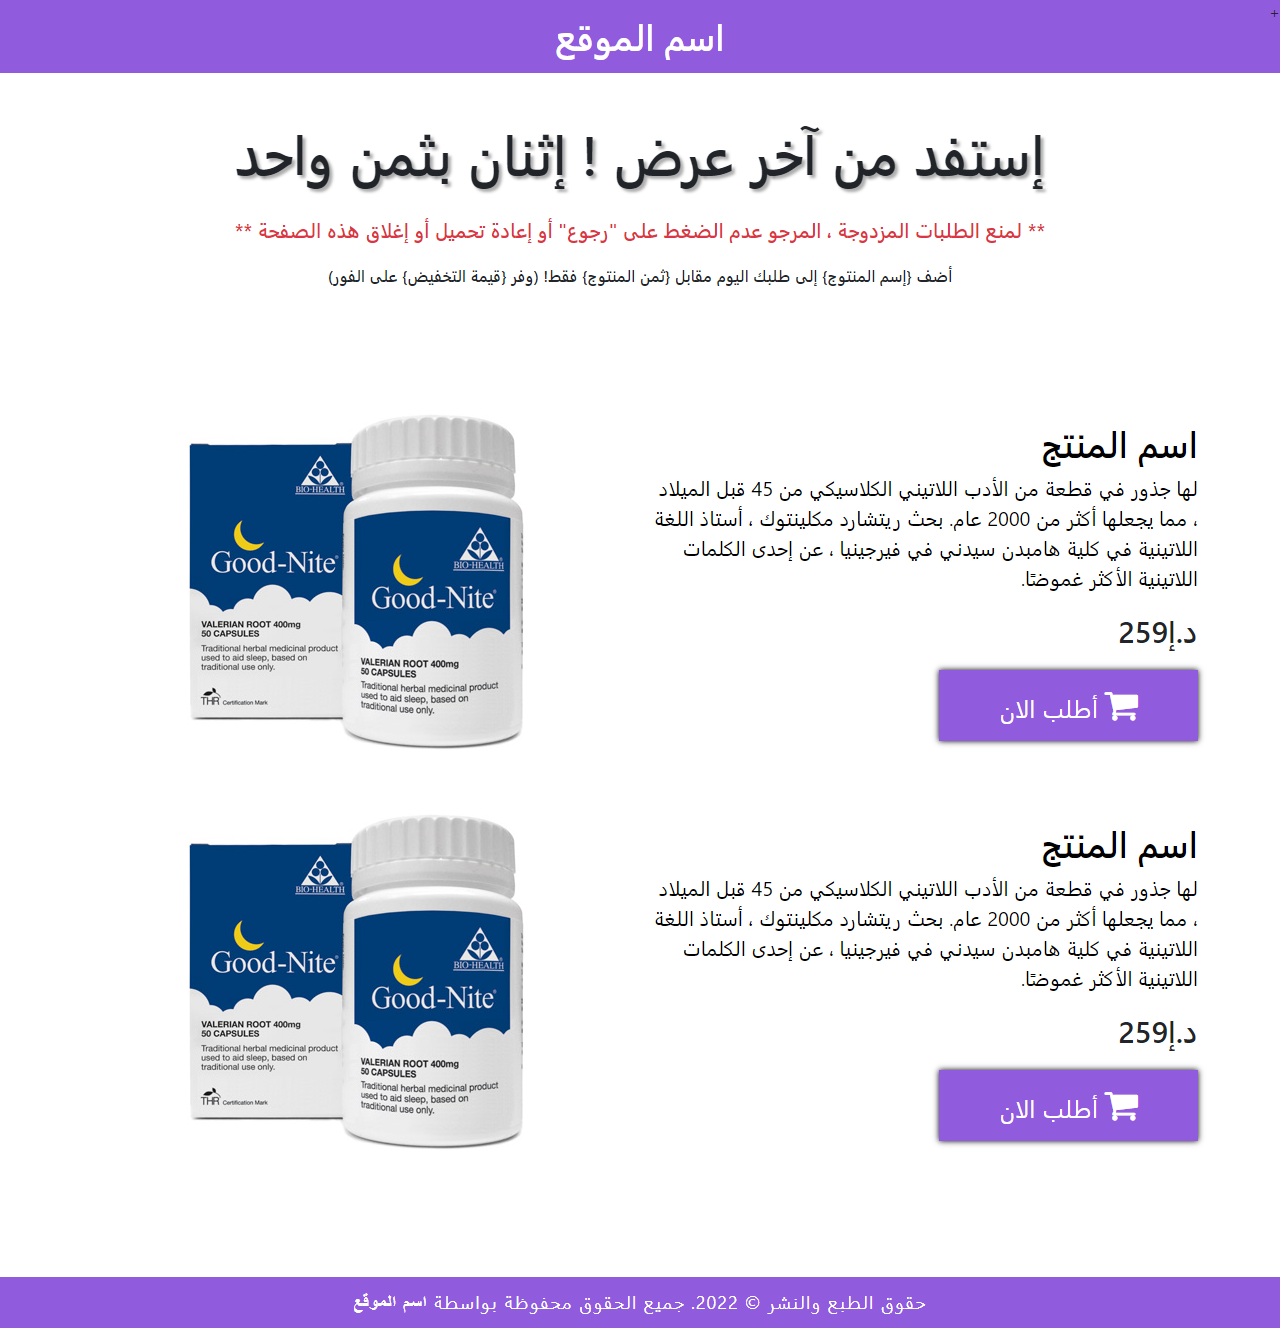 +
اسم الموقع
إستفد من آخر عرض ! إثنان بثمن واحد
** لمنع الطلبات المزدوجة ، المرجو عدم الضغط على "رجوع" أو إعادة تحميل أو إغلاق هذه الصفحة **
أضف {إسم المنتوج} إلى طلبك اليوم مقابل {ثمن المنتوج} فقط! (وفر {قيمة التخفيض} على الفور)
اسم المنتج
لها جذور في قطعة من الأدب اللاتيني الكلاسيكي من 45 قبل الميلاد
، مما يجعلها أكثر من 2000 عام. بحث ريتشارد مكلينتوك ، أستاذ اللغة
اللاتينية في كلية هامبدن سيدني في فيرجينيا ، عن إحدى الكلمات
اللاتينية الأكثر غموضتًا.
د.إ259
أطلب الان
BIO-HEALTH
Good-Nite®
VALERIAN ROOT 400mg
50 CAPSULES
Traditional herbal medicinal product
used to aid sleep, based on
traditional use only.
THR Certification Mark
BIO-HEALTH
Good-Nite®
VALERIAN ROOT 400mg
50 CAPSULES
Traditional herbal medicinal product
used to aid sleep, based on
traditional use only.
اسم المنتج
لها جذور في قطعة من الأدب اللاتيني الكلاسيكي من 45 قبل الميلاد
، مما يجعلها أكثر من 2000 عام. بحث ريتشارد مكلينتوك ، أستاذ اللغة
اللاتينية في كلية هامبدن سيدني في فيرجينيا ، عن إحدى الكلمات
اللاتينية الأكثر غموضتًا.
د.إ259
أطلب الان
BIO-HEALTH
Good-Nite®
VALERIAN ROOT 400mg
50 CAPSULES
Traditional herbal medicinal product
used to aid sleep, based on
traditional use only.
THR Certification Mark
BIO-HEALTH
Good-Nite®
VALERIAN ROOT 400mg
50 CAPSULES
Traditional herbal medicinal product
used to aid sleep, based on
traditional use only.
حقوق الطبع والنشر © 2022. جميع الحقوق محفوظة بواسطة اسم الموقع